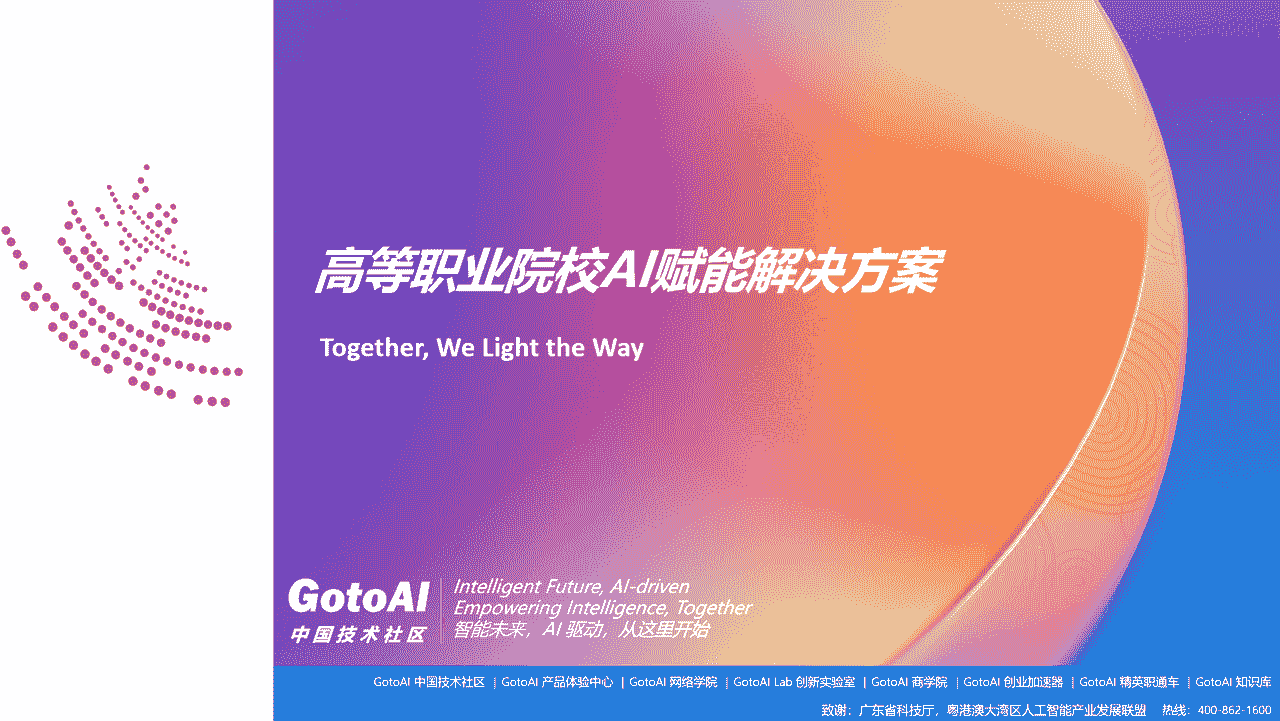 高等职业院校AI赋能解决方案
Together, We Light the Way
GotoAI
中国技术社区
Intelligent Future, AI-driven
Empowering Intelligence, Together
智能未来，AI 驱动，从这里开始
GotoAI 中国技术社区 | GotoAI 产品体验中心 | GotoAI 网络学院 | GotoAI Lab 创新实验室 | GotoAI 商学院 | GotoAI 创业加速器 | GotoAI 精英职通车 | GotoAI 知识库
致谢：广东省科技厅，粤港澳大湾区人工智能产业发展联盟 热线：400-862-1600